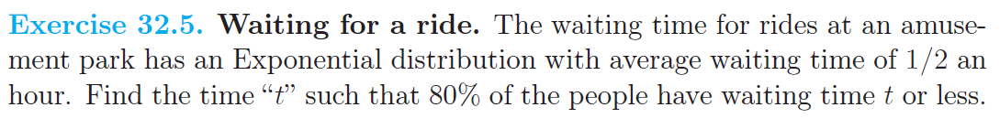 Exercise 32.5. Waiting for a ride. The waiting time for rides at an amuse-
ment park has an Exponential distribution with average waiting time of 1/2 an
hour. Find the time “t” such that 80% of the people have waiting time t or less.